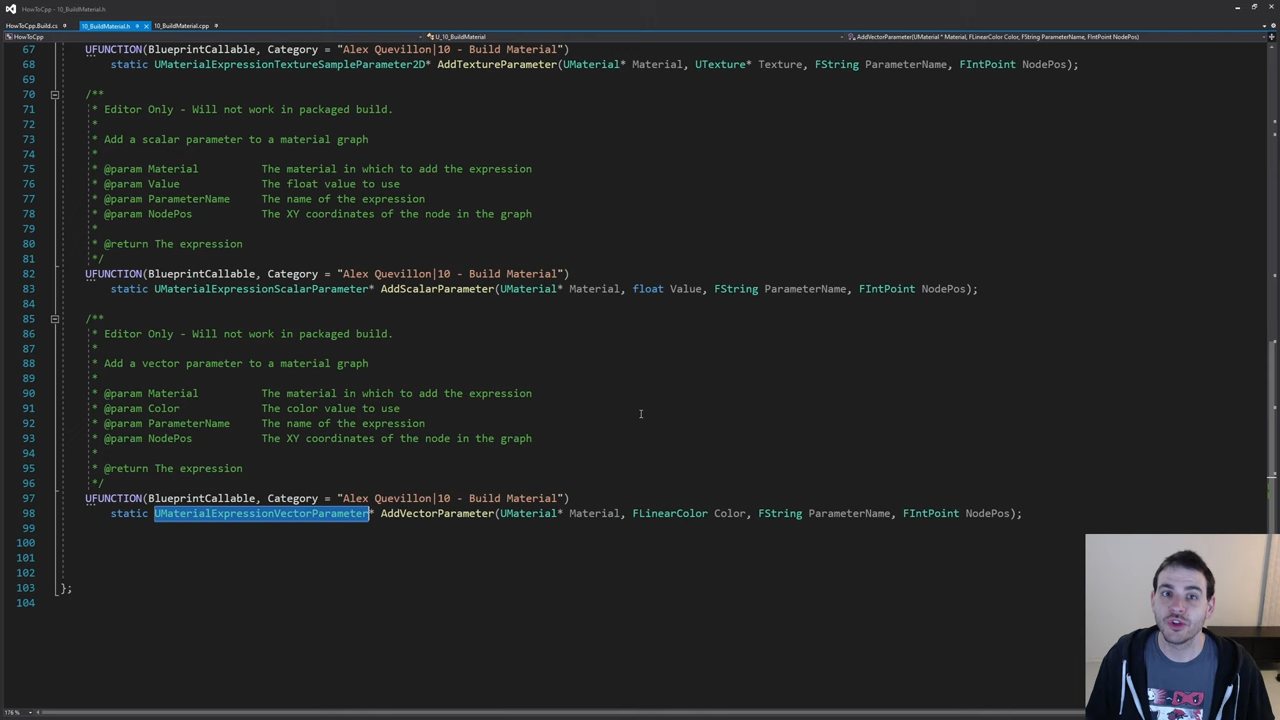 10_BuildMaterial.h
HowToCpp.Build.cs
10_BuildMaterial.h
10_BuildMaterial.cpp
HowToCpp
U_10_BuildMaterial
AddVectorParameter(UMaterial * Material, FLinearColor Color, FString ParameterName, FIntPoint NodePos)
67 UFUNCTION(BlueprintCallable, Category = "Alex Quevillon|10 - Build Material")
68 static UMaterialExpressionTextureSampleParameter2D* AddTextureParameter(UMaterial* Material, UTexture* Texture, FString ParameterName, FIntPoint NodePos);
69
70 /**
71 * Editor Only - Will not work in packaged build.
72 *
73 * Add a scalar parameter to a material graph
74 *
75 * @param Material The material in which to add the expression
76 * @param Value The float value to use
77 * @param ParameterName The name of the expression
78 * @param NodePos The XY coordinates of the node in the graph
79 *
80 * @return The expression
81 */
82 UFUNCTION(BlueprintCallable, Category = "Alex Quevillon|10 - Build Material")
83 static UMaterialExpressionScalarParameter* AddScalarParameter(UMaterial* Material, float Value, FString ParameterName, FIntPoint NodePos);
84
85 /**
86 * Editor Only - Will not work in packaged build.
87 *
88 * Add a vector parameter to a material graph
89 *
90 * @param Material The material in which to add the expression
91 * @param Color The color value to use
92 * @param ParameterName The name of the expression
93 * @param NodePos The XY coordinates of the node in the graph
94 *
95 * @return The expression
96 */
97 UFUNCTION(BlueprintCallable, Category = "Alex Quevillon|10 - Build Material")
98 static UMaterialExpressionVectorParameter* AddVectorParameter(UMaterial* Material, FLinearColor Color, FString ParameterName, FIntPoint NodePos);
99
100
101
102
103 };
104
176 %